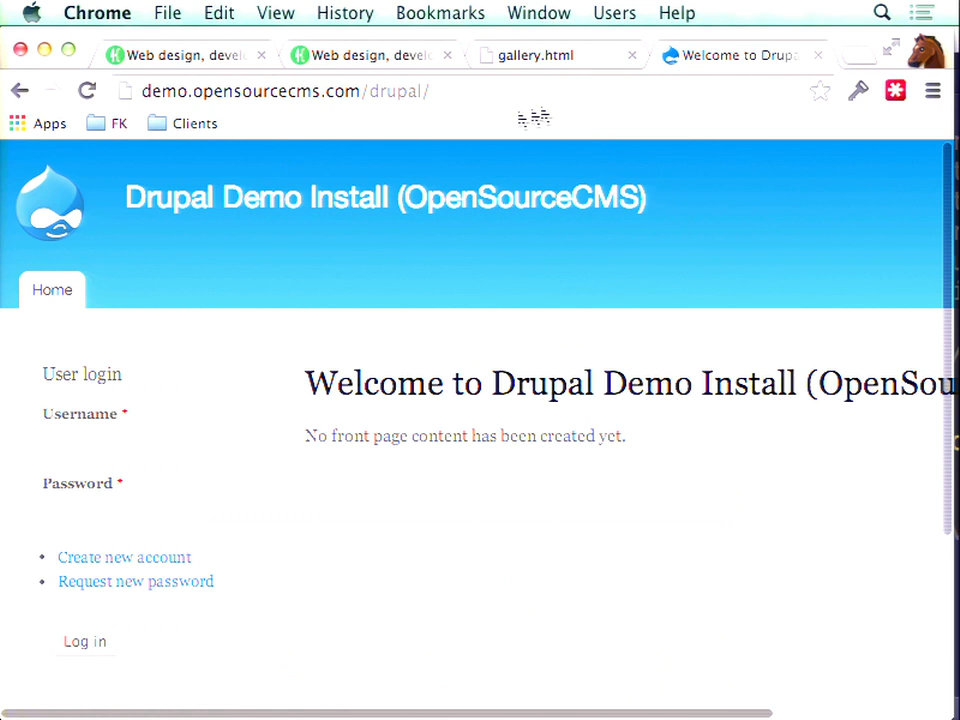 Chrome File Edit View History Bookmarks Window Users Help
Web design, develo Web design, develo gallery.html Welcome to Drupa
demo.opensourcecms.com/drupal/
Apps FK Clients
Drupal Demo Install (OpenSourceCMS)
Home
User login
Welcome to Drupal Demo Install (OpenSou
Username *
No front page content has been created yet.
Password *
• Create new account
• Request new password
Log in